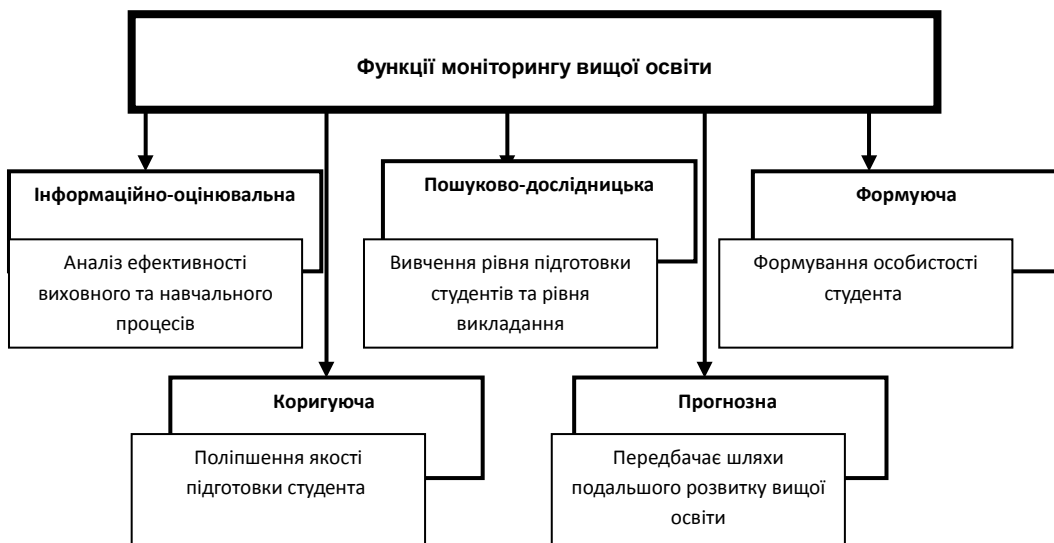 Функції моніторингу вищої освіти
Інформаційно-оцінювальна
Аналіз ефективності
виховного та навчального
процесів
Пошуково-дослідницька
Вивчення рівня підготовки
студентів та рівня
викладання
Формуюча
Формування особистості
студента
Коригуюча
Поліпшення якості
підготовки студента
Прогнозна
Передбачає шляхи
подальшого розвитку вищої
освіти